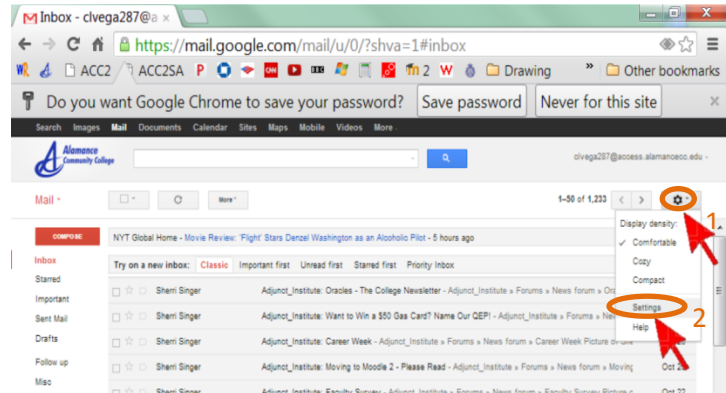 Inbox - clvega287@a ×
https://mail.google.com/mail/u/0/?shva=1#inbox
ACC2 ACC2SA P CW 2 W Drawing » Other bookmarks
Do you want Google Chrome to save your password? Save password Never for this site ×
Search Images Mail Documents Calendar Sites Maps Mobile Videos More
Alamance
Community College
clvega287@access.alamancecc.edu
Mail More 1–50 of 1,233 < > 1
Display density:
COMPOSE NYT Global Home - Movie Review: 'Flight' Stars Denzel Washington as an Alcoholic Pilot - 5 hours ago ✓ Comfortable
Inbox Try on a new inbox: Classic Important first Unread first Starred first Priority Inbox Cozy
Starred Compact
Sherri Singer Adjunct_Institute: Oracles - The College Newsletter - Adjunct_Institute » Forums » News forum »
Important Settings 2
Sent Mail Sherri Singer Adjunct_Institute: Want to Win a $50 Gas Card? Name Our QEP! - Adjunct_Institute » Forums » Help
Drafts Sherri Singer Adjunct_Institute: Career Week - Adjunct_Institute » Forums » News forum » Career Week Picture of
Follow up Sherri Singer Adjunct_Institute: Moving to Moodle 2 - Please Read - Adjunct_Institute » Forums » News forum » Moving Oct
Misc Sherri Singer Adjunct_Institute: Faculty Survey - Adjunct_Institute » Forums » News forum » Faculty Survey Picture Oct 22